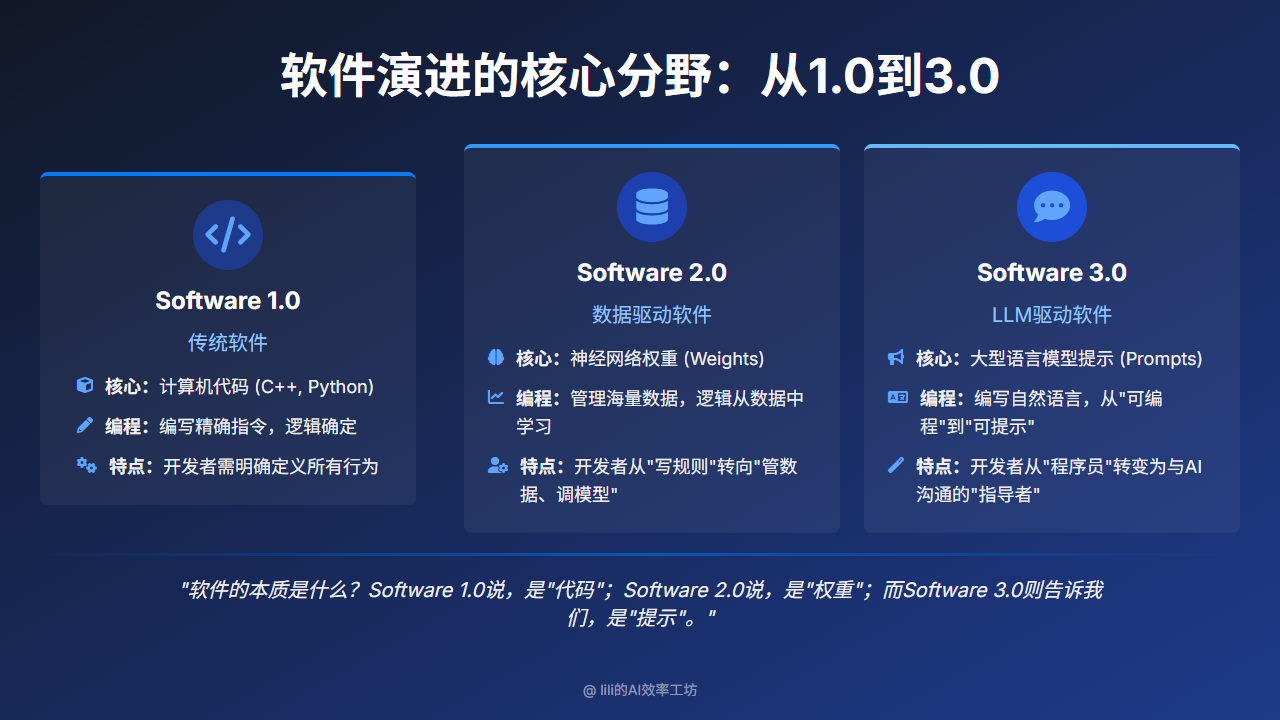 软件演进的核心分野：从1.0到3.0
Software 1.0
传统软件
核心：计算机代码 (C++, Python)
编程：编写精确指令，逻辑确定
特点：开发者需明确定义所有行为
Software 2.0
数据驱动软件
核心：神经网络权重 (Weights)
编程：管理海量数据，逻辑从数据中
学习
特点：开发者从"写规则"转向"管数
据、调模型"
Software 3.0
LLM驱动软件
核心：大型语言模型提示 (Prompts)
编程：编写自然语言，从"可编
程"到"可提示"
特点：开发者从"程序员"转变为与AI
沟通的"指导者"
"软件的本质是什么？Software 1.0说，是"代码"；Software 2.0说，是"权重"；而Software 3.0则告诉我
们，是"提示"。"
@ lili的AI效率工坊